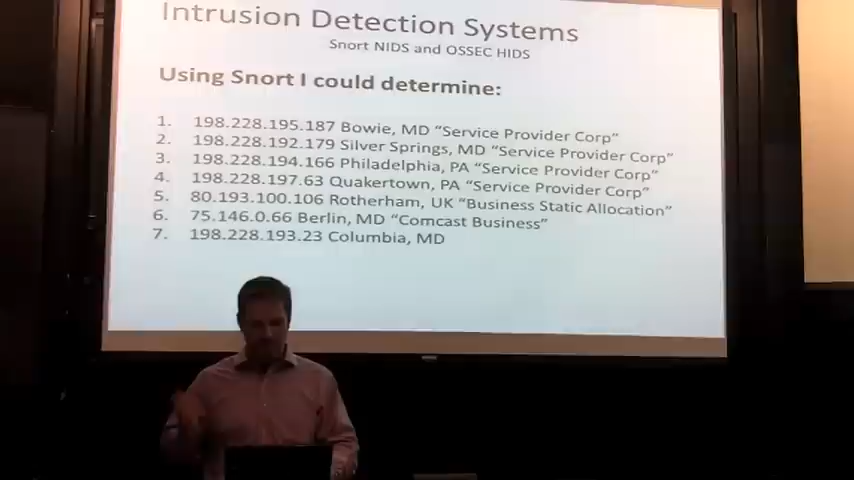 Intrusion Detection Systems
Snort NIDS and OSSEC HIDS
Using Snort I could determine:
1. 198.228.195.187 Bowie, MD "Service Provider Corp"
2. 198.228.192.179 Silver Springs, MD "Service Provider Corp"
3. 198.228.194.166 Philadelphia, PA "Service Provider Corp"
4. 198.228.197.63 Quakertown, PA "Service Provider Corp"
5. 80.193.100.106 Rotherham, UK "Business Static Allocation"
6. 75.146.0.66 Berlin, MD "Comcast Business"
7. 198.228.193.23 Columbia, MD